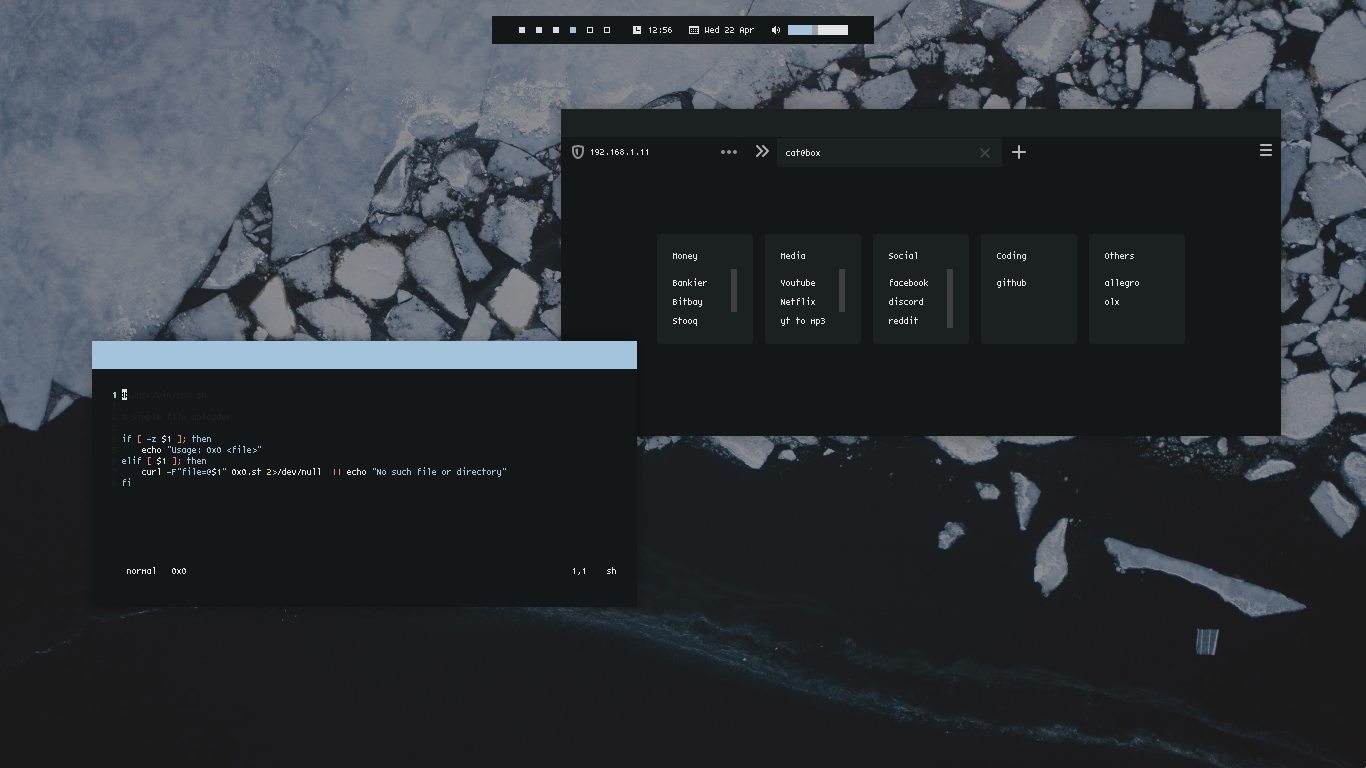 12:56 Wed 22 Apr
192.168.1.11 cat@box
Money
Bankier
Bitbay
Stooq
Media
Youtube
Netflix
yt to mp3
Social
facebook
discord
reddit
Coding
github
Others
allegro
olx
1 #
# Simple file uploader
if [ -z $1 ]; then
echo "Usage: 0x0 <file>"
elif [ $1 ]; then
curl -F"file=@$1" 0x0.st 2>/dev/null || echo "No such file or directory"
fi
normal 0x0 1,1 sh